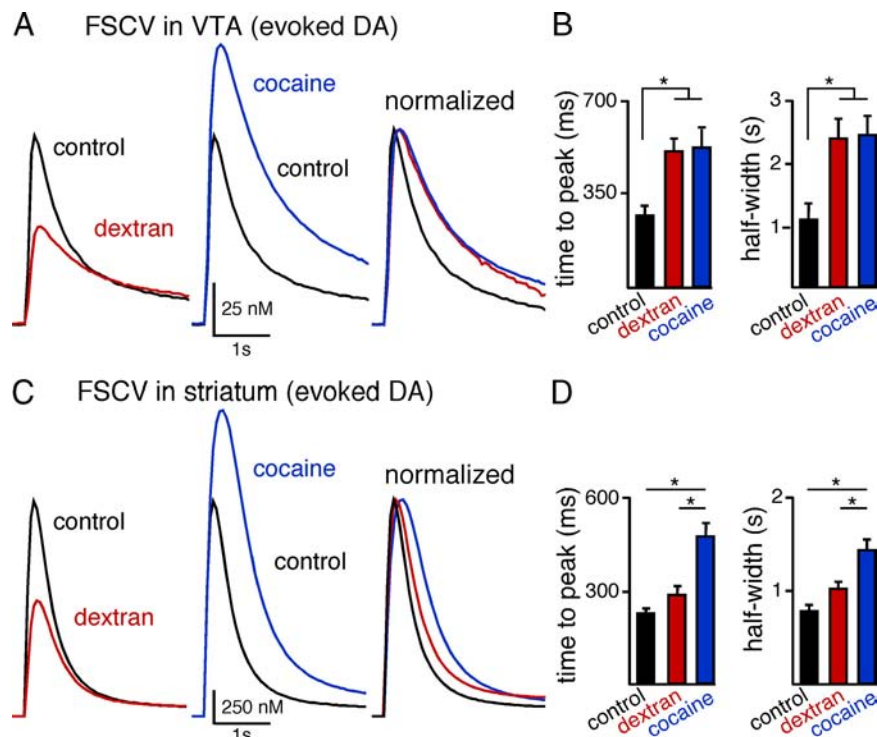 A FSCV in VTA (evoked DA)
control
dextran
cocaine
control
25 nM
1s
normalized
B
time to peak (ms)
700
350
*
control
dextran
cocaine
half-width (s)
3
2
1
*
control
dextran
cocaine
C FSCV in striatum (evoked DA)
control
dextran
cocaine
control
250 nM
1s
normalized
D
time to peak (ms)
600
300
*
*
control
dextran
cocaine
half-width (s)
2
1
*
*
control
dextran
cocaine